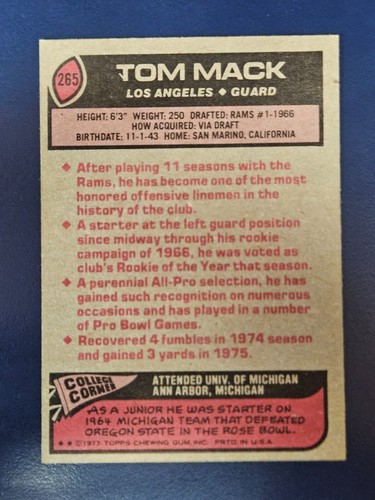 265
TOM MACK
LOS ANGELES ◆ GUARD
HEIGHT: 6'3" WEIGHT: 250 DRAFTED: RAMS #1-1966
HOW ACQUIRED: VIA DRAFT
BIRTHDATE: 11-1-43 HOME: SAN MARINO, CALIFORNIA
◆ After playing 11 seasons with the
Rams, he has become one of the most
honored offensive linemen in the
history of the club.
◆ A starter at the left guard position
since midway through his rookie
campaign of 1966, he was voted as
club's Rookie of the Year that season.
◆ A perennial All-Pro selection, he has
gained such recognition on numerous
occasions and has played in a number
of Pro Bowl Games.
◆ Recovered 4 fumbles in 1974 season
and gained 3 yards in 1975.
COLLEGE
CORNER
ATTENDED UNIV. OF MICHIGAN
ANN ARBOR, MICHIGAN
AS A JUNIOR HE WAS STARTER ON
1964 MICHIGAN TEAM THAT DEFEATED
OREGON STATE IN THE ROSE BOWL.
★★ © 1977 TOPPS CHEWING GUM, INC. PRTD. IN U.S.A.